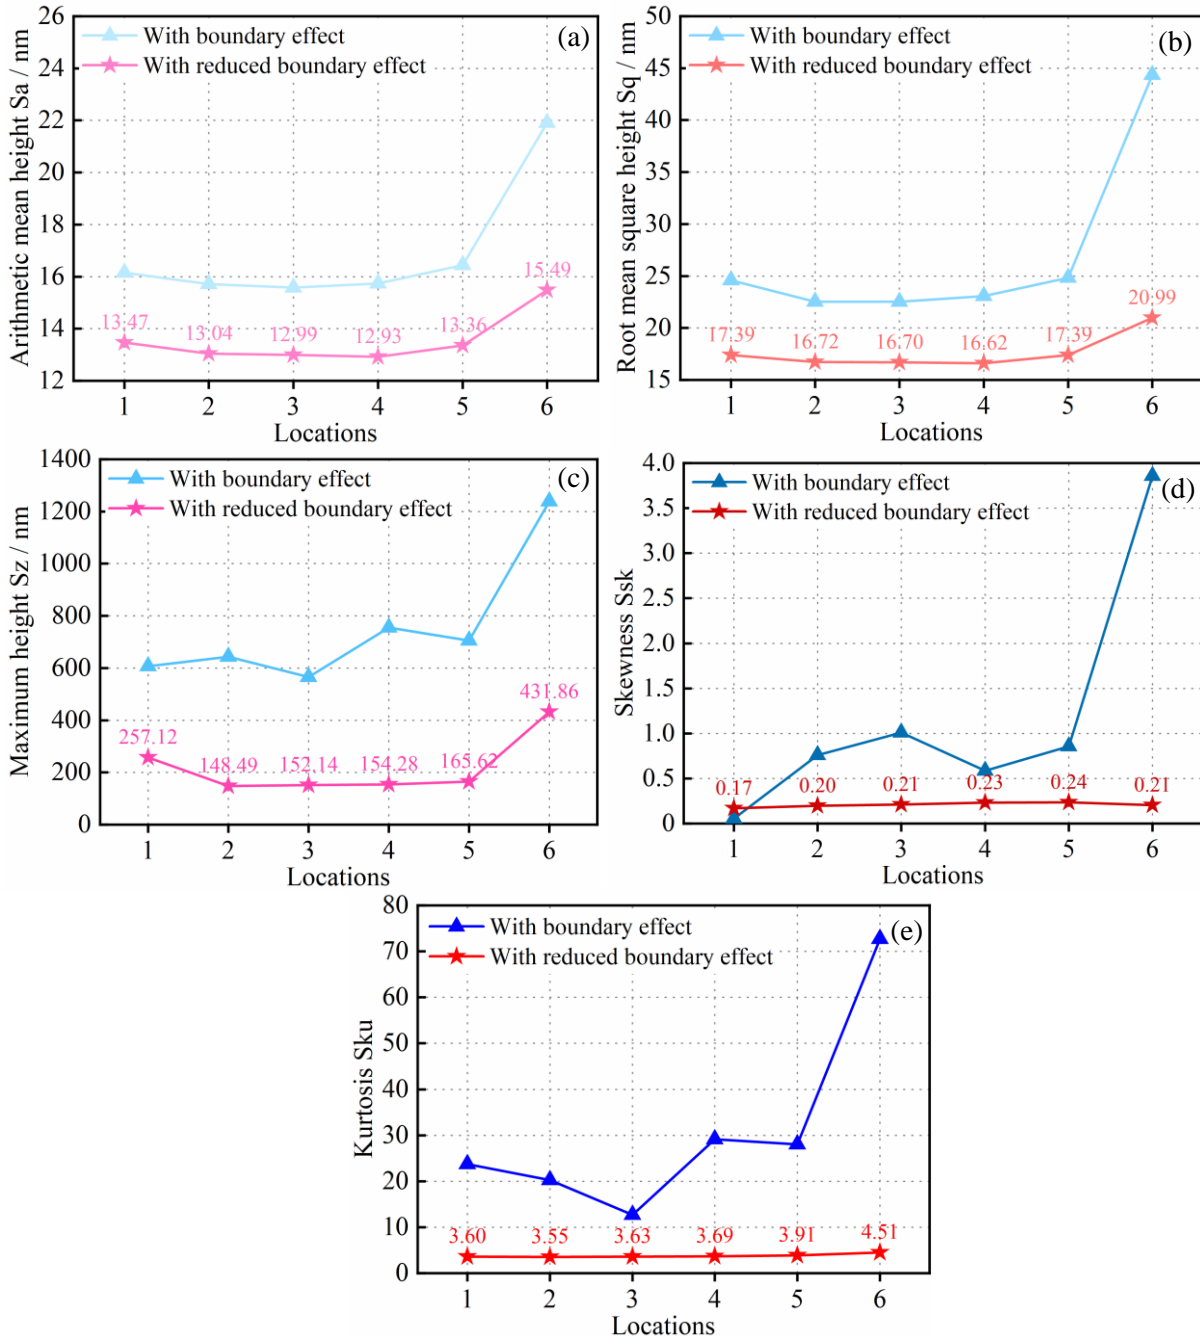 Arithmetic mean height Sa / nm
26
24
22
20
18
16
14
12
With boundary effect
With reduced boundary effect
(a)
13.47
13.04
12.99
12.93
13.36
15.49
1 2 3 4 5 6
Locations
Root mean square height Sq / nm
50
45
40
35
30
25
20
15
With boundary effect
With reduced boundary effect
(b)
17.39
16.72
16.70
16.62
17.39
20.99
1 2 3 4 5 6
Locations
Maximum height Sz / nm
1400
1200
1000
800
600
400
200
0
With boundary effect
With reduced boundary effect
(c)
257.12
148.49
152.14
154.28
165.62
431.86
1 2 3 4 5 6
Locations
Skewness Ssk
4.0
3.5
3.0
2.5
2.0
1.5
1.0
0.5
0
With boundary effect
With reduced boundary effect
(d)
0.17
0.20
0.21
0.23
0.24
0.21
1 2 3 4 5 6
Locations
Kurtosis Sku
80
70
60
50
40
30
20
10
0
With boundary effect
With reduced boundary effect
(e)
3.60
3.55
3.63
3.69
3.91
4.51
1 2 3 4 5 6
Locations